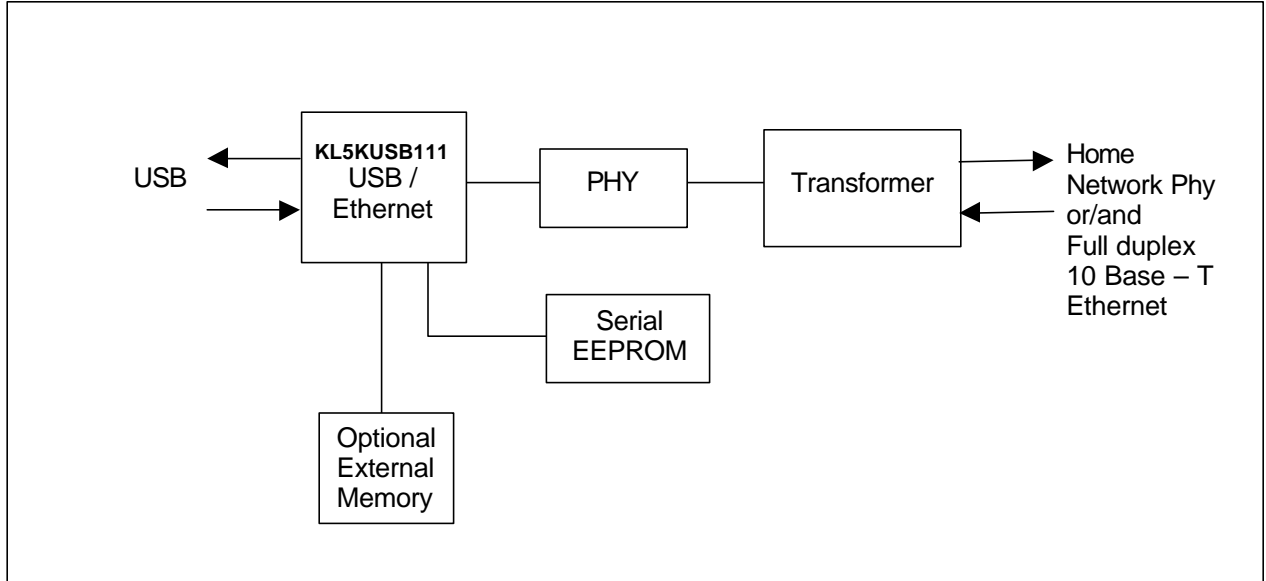 USB
KL5KUSB111
USB /
Ethernet
PHY
Transformer
Home
Network Phy
or/and
Full duplex
10 Base – T
Ethernet
Serial
EEPROM
Optional
External
Memory